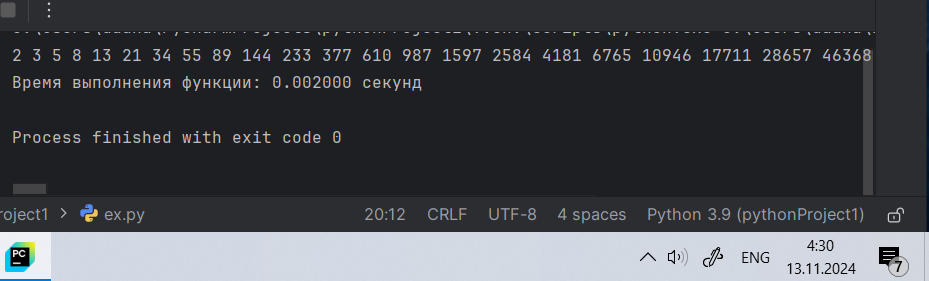 2 3 5 8 13 21 34 55 89 144 233 377 610 987 1597 2584 4181 6765 10946 17711 28657 46368
Время выполнения функции: 0.002000 секунд
Process finished with exit code 0
roject1 > ex.py 20:12 CRLF UTF-8 4 spaces Python 3.9 (pythonProject1)
PC ENG 4:30
13.11.2024 7